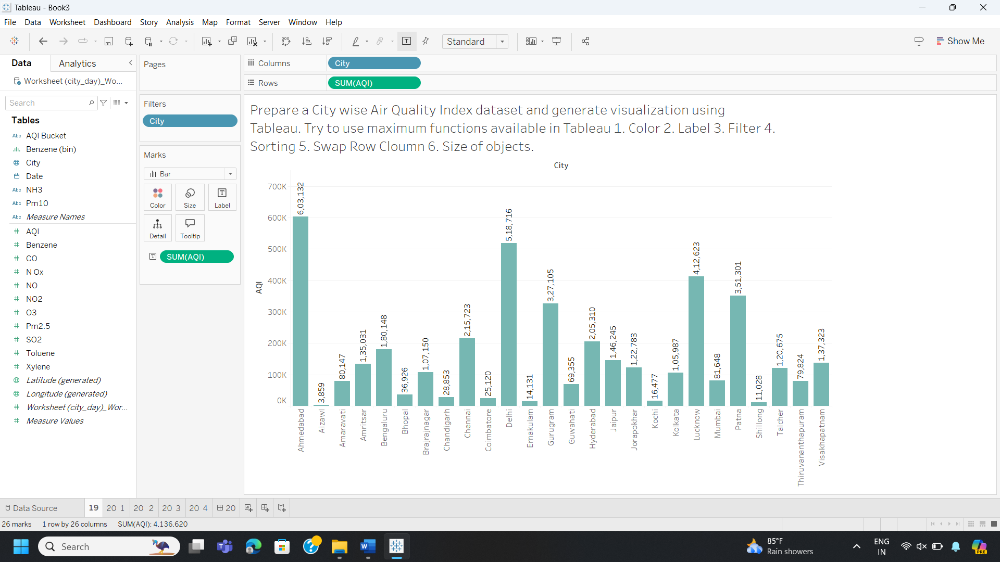 Tableau - Book3
File Data Worksheet Dashboard Story Analysis Map Format Server Window Help
Standard
Show Me
Data Analytics
Worksheet (city_day)_Wo...
Search
Tables
Abc AQI Bucket
Benzene (bin)
City
Date
Abc NH3
Abc Pm10
Abc Measure Names
# AQI
# Benzene
# CO
# N Ox
# NO
# NO2
# O3
# Pm2.5
# SO2
# Toluene
# Xylene
Latitude (generated)
Longitude (generated)
# Worksheet (city_day)_Wor...
# Measure Values
Pages
Filters
City
Marks
Bar
Color Size Label
Detail Tooltip
SUM(AQI)
Columns City
Rows SUM(AQI)
Prepare a City wise Air Quality Index dataset and generate visualization using
Tableau. Try to use maximum functions available in Tableau 1. Color 2. Label 3. Filter 4.
Sorting 5. Swap Row Cloumn 6. Size of objects.
City
AQI
700K
600K
500K
400K
300K
200K
100K
0K
6,03,132
3,859
80,147
1,35,031
1,80,148
36,926
1,07,150
28,853
2,15,723
25,120
5,18,716
14,131
3,27,105
69,355
2,05,310
1,46,245
1,22,783
16,477
1,05,987
4,12,623
81,648
3,51,301
11,028
1,20,675
79,824
1,37,323
Ahmedabad
Aizawl
Amaravati
Amritsar
Bengaluru
Bhopal
Brajrajnagar
Chandigarh
Chennai
Coimbatore
Delhi
Ernakulam
Gurugram
Guwahati
Hyderabad
Jaipur
Jorapokhar
Kochi
Kolkata
Lucknow
Mumbai
Patna
Shillong
Talcher
Thiruvananthapuram
Visakhapatnam
Data Source 19 20 1 20 2 20 3 20 4 20
26 marks 1 row by 26 columns SUM(AQI): 4,136,620
Search
85°F
Rain showers
ENG
IN
PRE